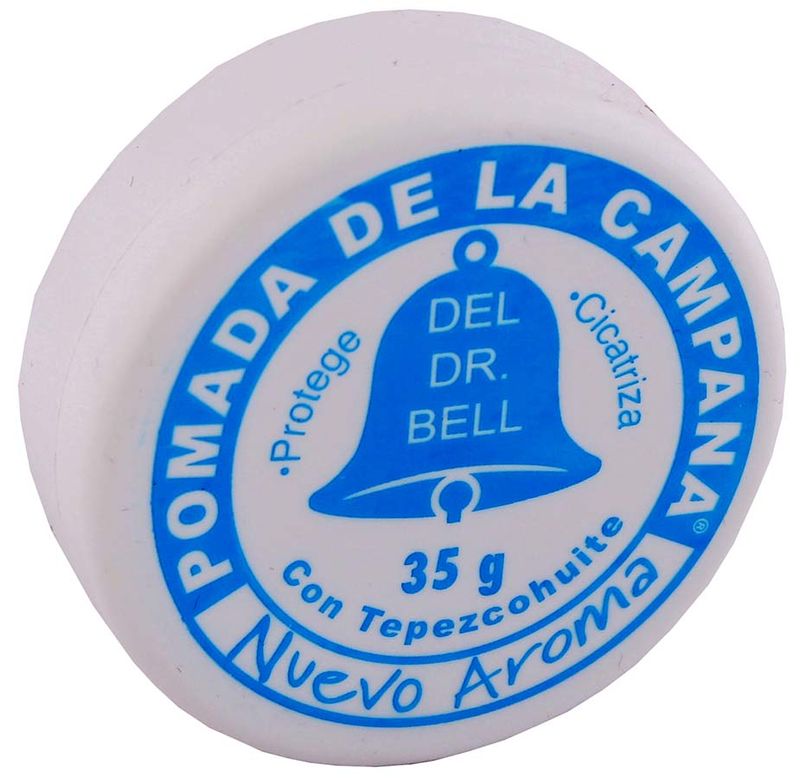 POMADA DE LA CAMPANA®
•Protege
•Cicatriza
DEL
DR.
BELL
35 g
Con Tepezcohuite
Nuevo Aroma